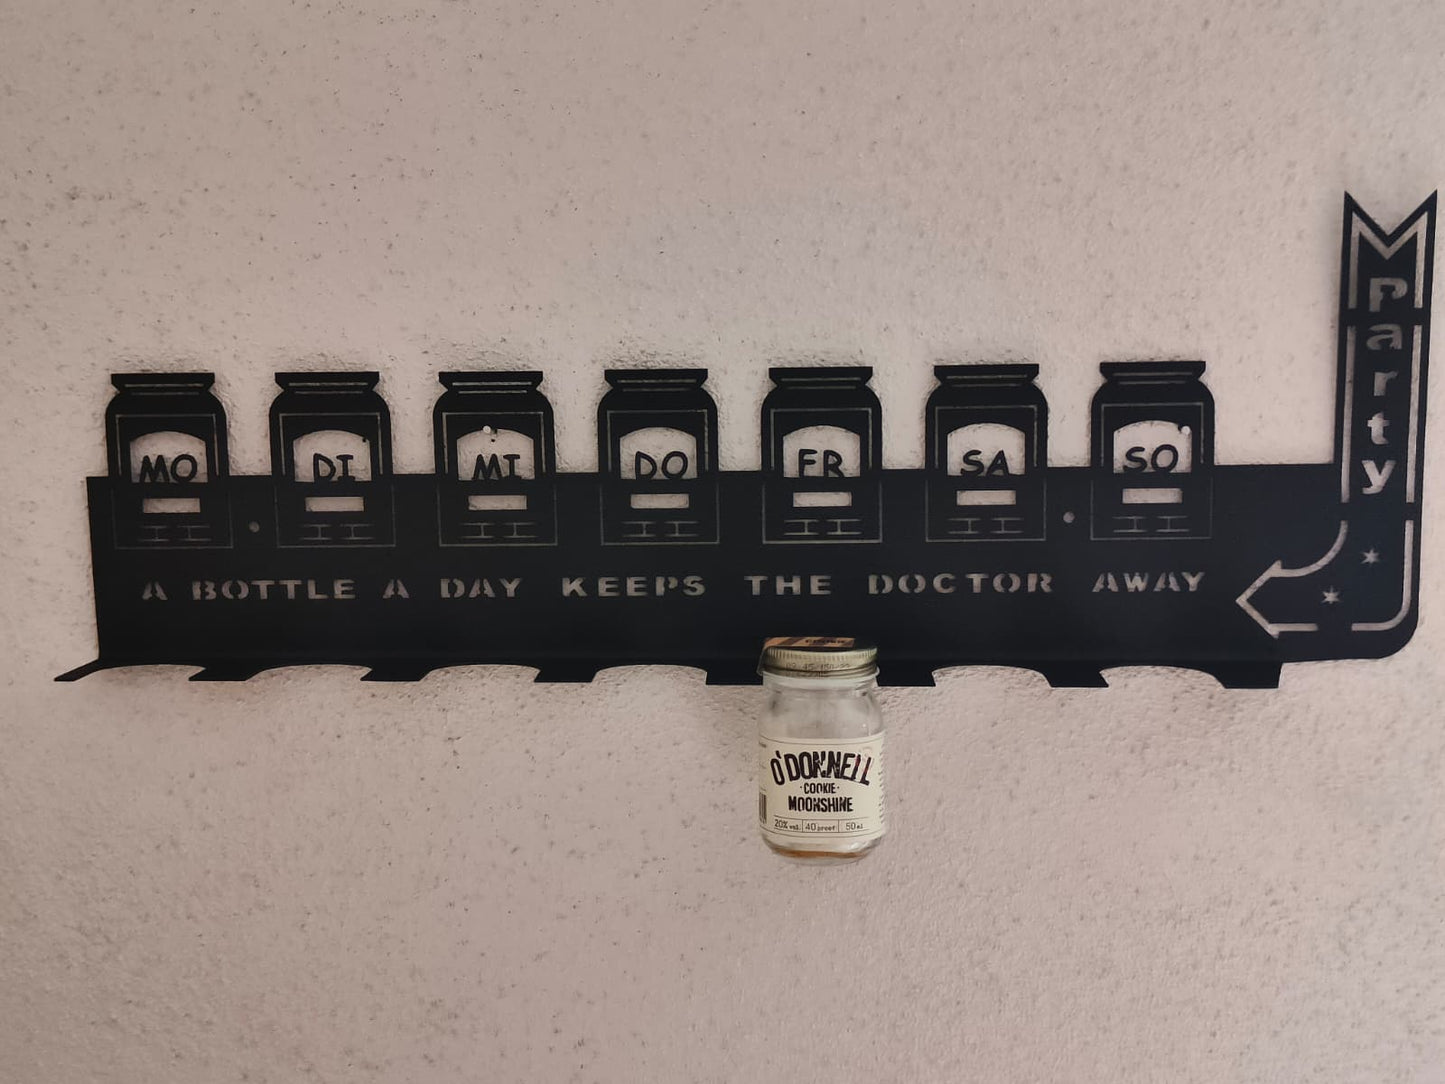 Party
MO DI MI DO FR SA SO
A BOTTLE A DAY KEEPS THE DOCTOR AWAY
O'DONNELL
·COOKIE·
MOONSHINE
20% vol. 40 proof 50 ml